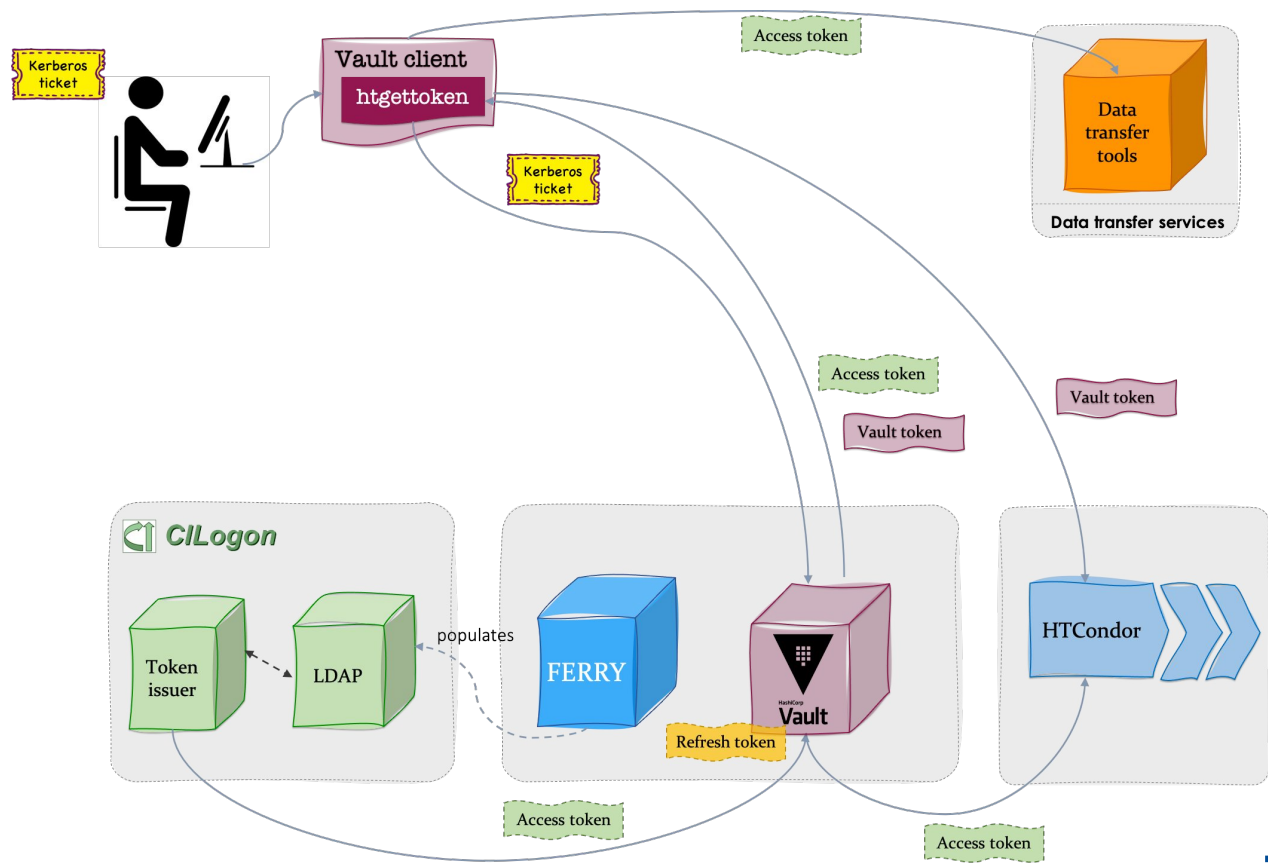 Kerberos
ticket
Vault client
htgettoken
Access token
Data
transfer
tools
Data transfer services
Kerberos
ticket
Access token
Vault token
Vault token
CILogon
Token
issuer
LDAP
populates
FERRY
HashiCorp
Vault
Refresh token
HTCondor
Access token
Access token